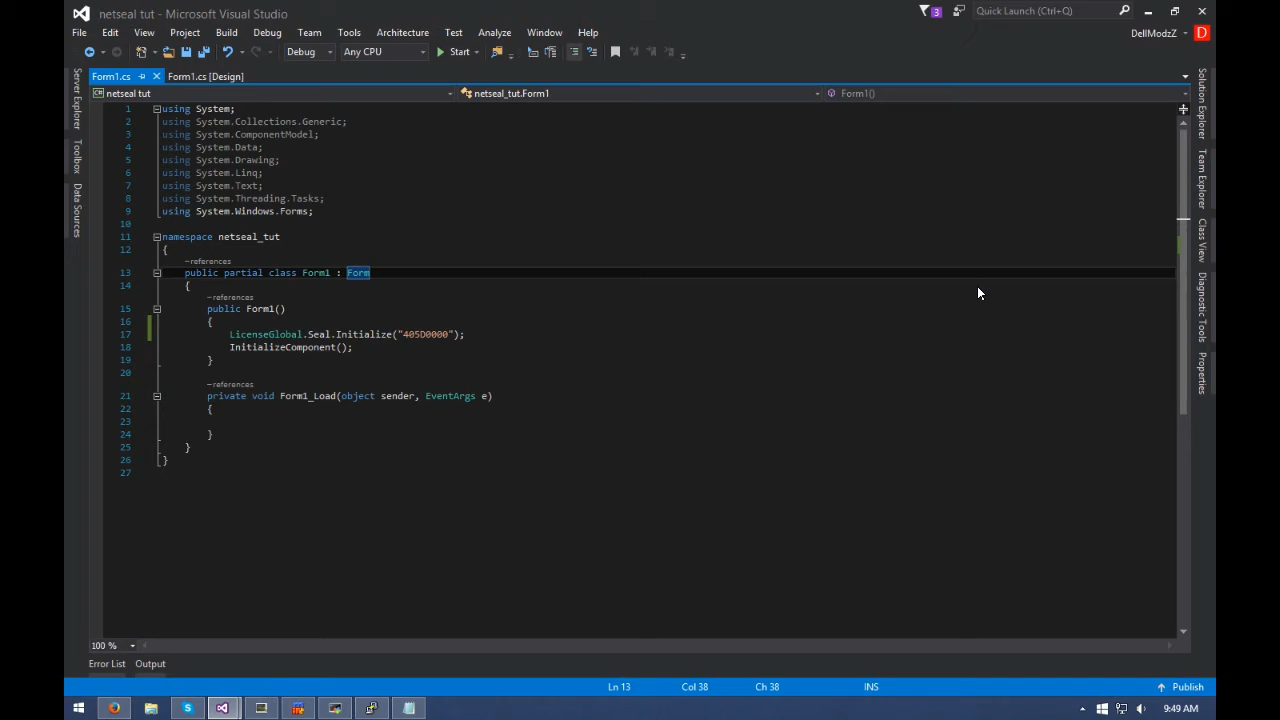 netseal tut - Microsoft Visual Studio
3
Quick Launch (Ctrl+Q)
File Edit View Project Build Debug Team Tools Architecture Test Analyze Window Help
DellModzZ D
Debug Any CPU Start
Form1.cs Form1.cs [Design]
netseal tut netseal_tut.Form1 Form1()
Server Explorer
Toolbox
Data Sources
1 using System;
2 using System.Collections.Generic;
3 using System.ComponentModel;
4 using System.Data;
5 using System.Drawing;
6 using System.Linq;
7 using System.Text;
8 using System.Threading.Tasks;
9 using System.Windows.Forms;
10
11 namespace netseal_tut
12 {
–references
13 public partial class Form1 : Form
14 {
–references
15 public Form1()
16 {
17 LicenseGlobal.Seal.Initialize("405D0000");
18 InitializeComponent();
19 }
20
–references
21 private void Form1_Load(object sender, EventArgs e)
22 {
23
24 }
25 }
26 }
27
Solution Explorer
Team Explorer
Class View
Diagnostic Tools
Properties
100 %
Error List Output
Ln 13 Col 38 Ch 38 INS Publish
9:49 AM